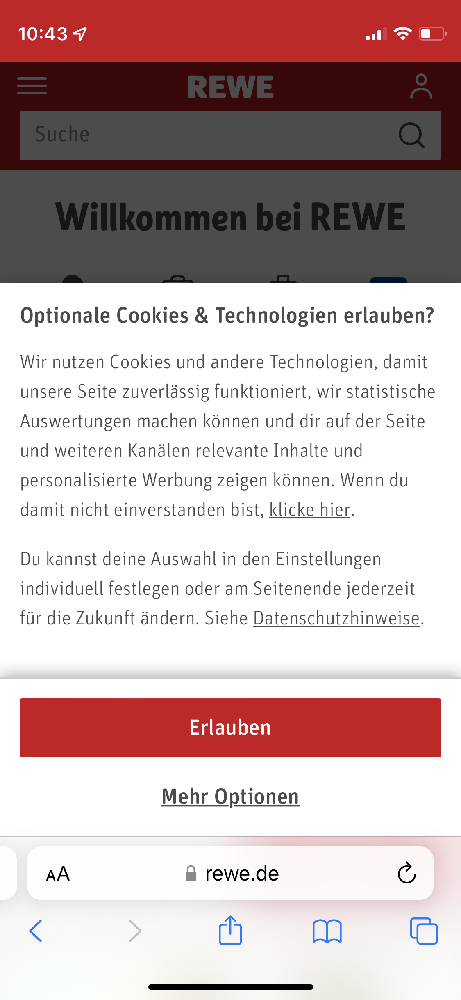 10:43
REWE
Suche
Willkommen bei REWE
Optionale Cookies & Technologien erlauben?
Wir nutzen Cookies und andere Technologien, damit
unsere Seite zuverlässig funktioniert, wir statistische
Auswertungen machen können und dir auf der Seite
und weiteren Kanälen relevante Inhalte und
personalisierte Werbung zeigen können. Wenn du
damit nicht einverstanden bist, klicke hier.
Du kannst deine Auswahl in den Einstellungen
individuell festlegen oder am Seitenende jederzeit
für die Zukunft ändern. Siehe Datenschutzhinweise.
Erlauben
Mehr Optionen
AA rewe.de